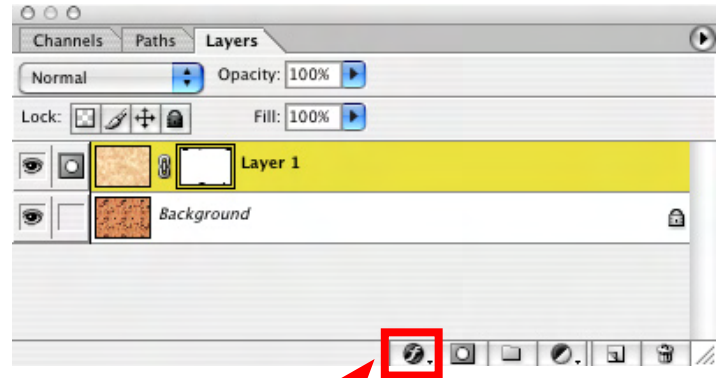 Channels Paths Layers
Normal Opacity: 100%
Lock: Fill: 100%
Layer 1
Background